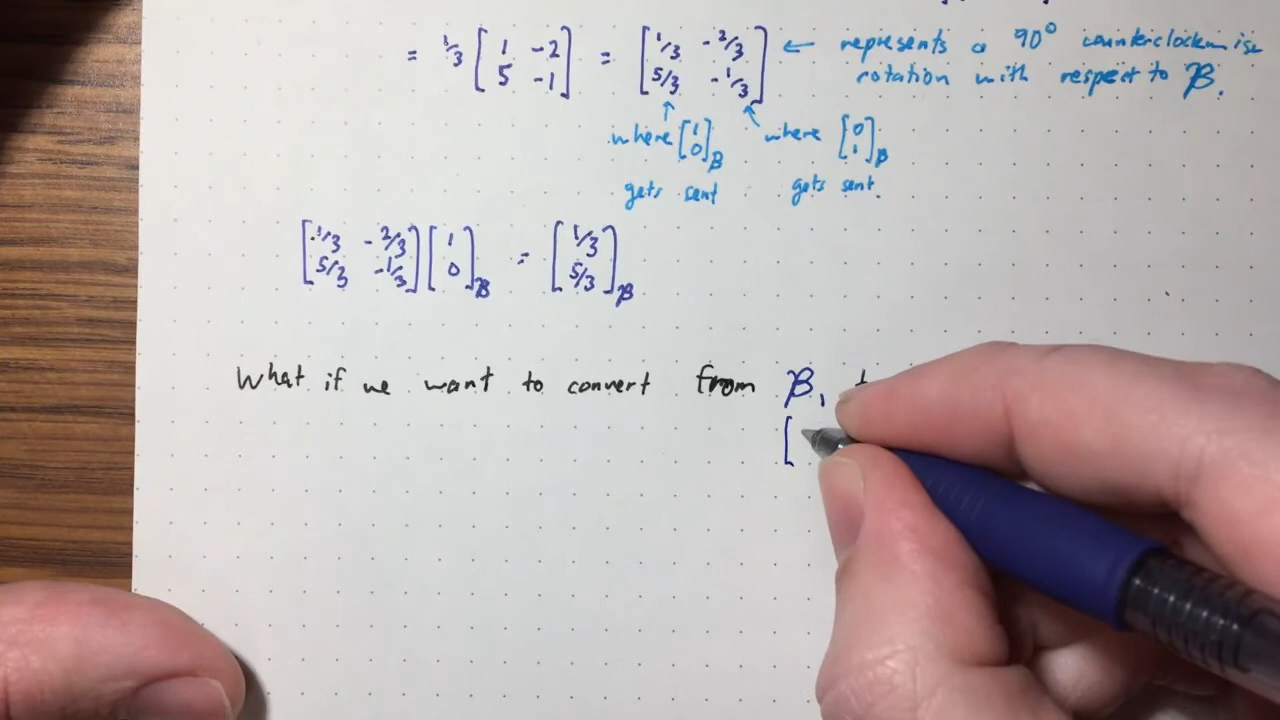 = 1/3 [1 -2; 5 -1] = [1/3 -2/3; 5/3 -1/3] ← represents a 90° counterclockwise
rotation with respect to β.
where [1; 0]β where [0; 1]β
gets sent gets sent.
[1/3 -2/3; 5/3 -1/3] [1; 0]β = [1/3; 5/3]β
What if we want to convert from β₁ t
[